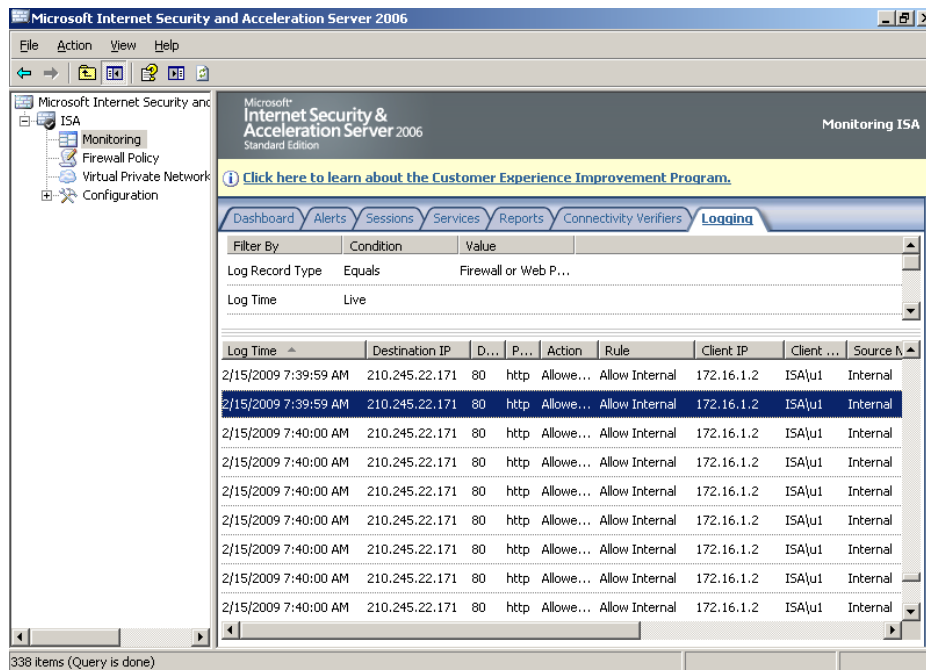 Microsoft Internet Security and Acceleration Server 2006
File Action View Help
Microsoft Internet Security and
ISA
Monitoring
Firewall Policy
Virtual Private Network
Configuration
Microsoft
Internet Security &
Acceleration Server 2006
Standard Edition
Monitoring ISA
Click here to learn about the Customer Experience Improvement Program.
Dashboard Alerts Sessions Services Reports Connectivity Verifiers Logging
Filter By Condition Value
Log Record Type Equals Firewall or Web P...
Log Time Live
Log Time Destination IP D... P... Action Rule Client IP Client ... Source N
2/15/2009 7:39:59 AM 210.245.22.171 80 http Allowe... Allow Internal 172.16.1.2 ISA\u1 Internal
2/15/2009 7:39:59 AM 210.245.22.171 80 http Allowe... Allow Internal 172.16.1.2 ISA\u1 Internal
2/15/2009 7:40:00 AM 210.245.22.171 80 http Allowe... Allow Internal 172.16.1.2 ISA\u1 Internal
2/15/2009 7:40:00 AM 210.245.22.171 80 http Allowe... Allow Internal 172.16.1.2 ISA\u1 Internal
2/15/2009 7:40:00 AM 210.245.22.171 80 http Allowe... Allow Internal 172.16.1.2 ISA\u1 Internal
2/15/2009 7:40:00 AM 210.245.22.171 80 http Allowe... Allow Internal 172.16.1.2 ISA\u1 Internal
2/15/2009 7:40:00 AM 210.245.22.171 80 http Allowe... Allow Internal 172.16.1.2 ISA\u1 Internal
2/15/2009 7:40:00 AM 210.245.22.171 80 http Allowe... Allow Internal 172.16.1.2 ISA\u1 Internal
2/15/2009 7:40:00 AM 210.245.22.171 80 http Allowe... Allow Internal 172.16.1.2 ISA\u1 Internal
338 items (Query is done)